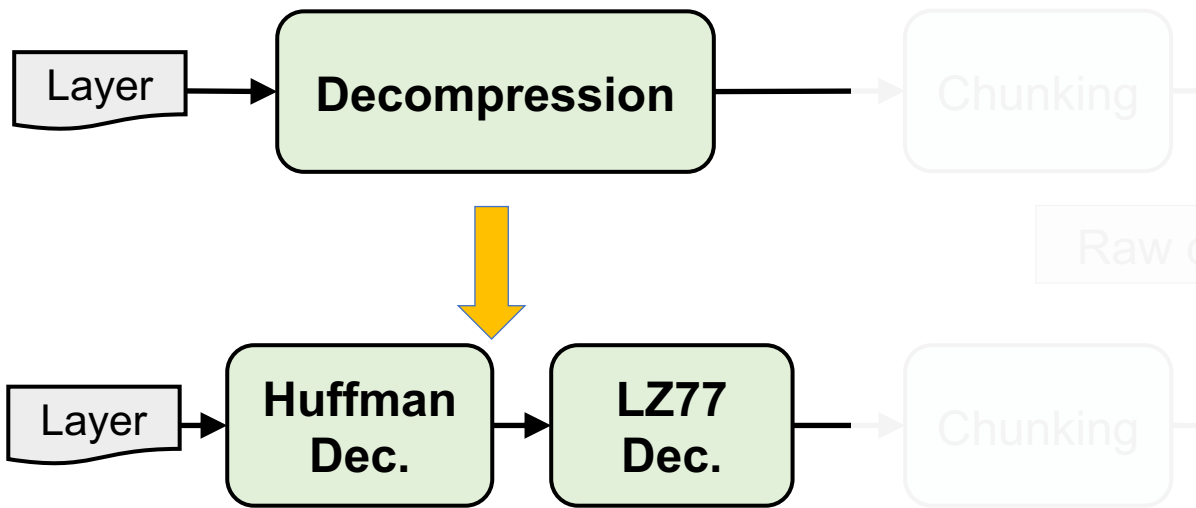 Layer
Decompression
Chunking
Raw
Layer
Huffman
Dec.
LZ77
Dec.
Chunking